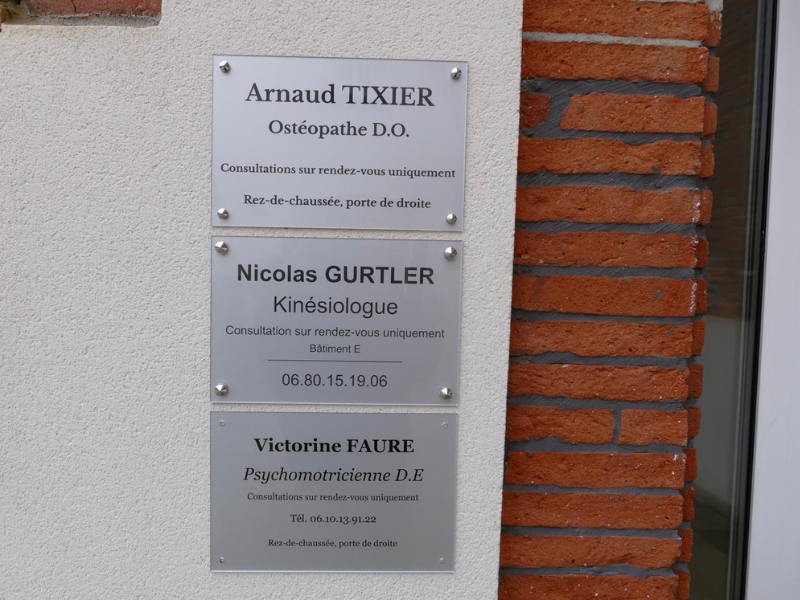 Arnaud TIXIER
Ostéopathe D.O.
Consultations sur rendez-vous uniquement
Rez-de-chaussée, porte de droite
Nicolas GURTLER
Kinésiologue
Consultation sur rendez-vous uniquement
Bâtiment E
06.80.15.19.06
Victorine FAURE
Psychomotricienne D.E
Consultations sur rendez-vous uniquement
Tél. 06.10.13.91.22
Rez-de-chaussée, porte de droite